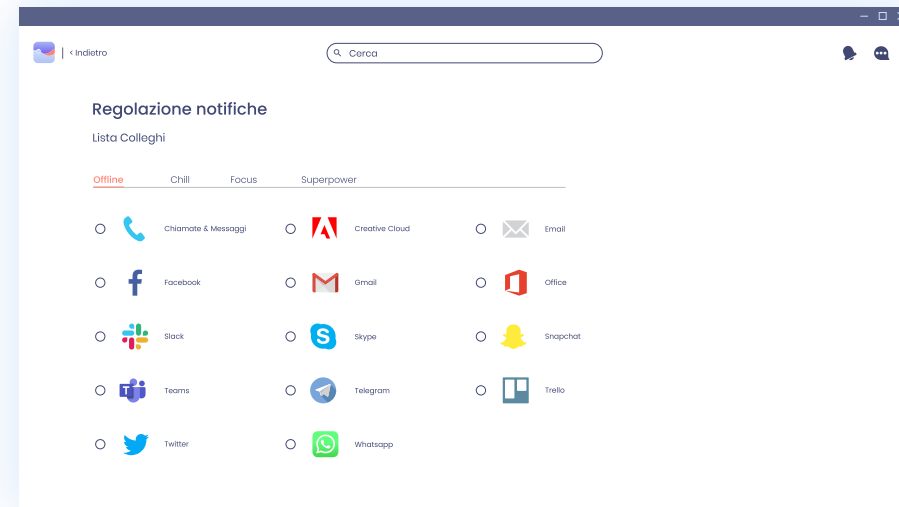 < Indietro
Cerca
Regolazione notifiche
Lista Colleghi
Offline Chill Focus Superpower
Chiamate & Messaggi Creative Cloud Email
Facebook Gmail Office
Slack Skype Snapchat
Teams Telegram Trello
Twitter Whatsapp